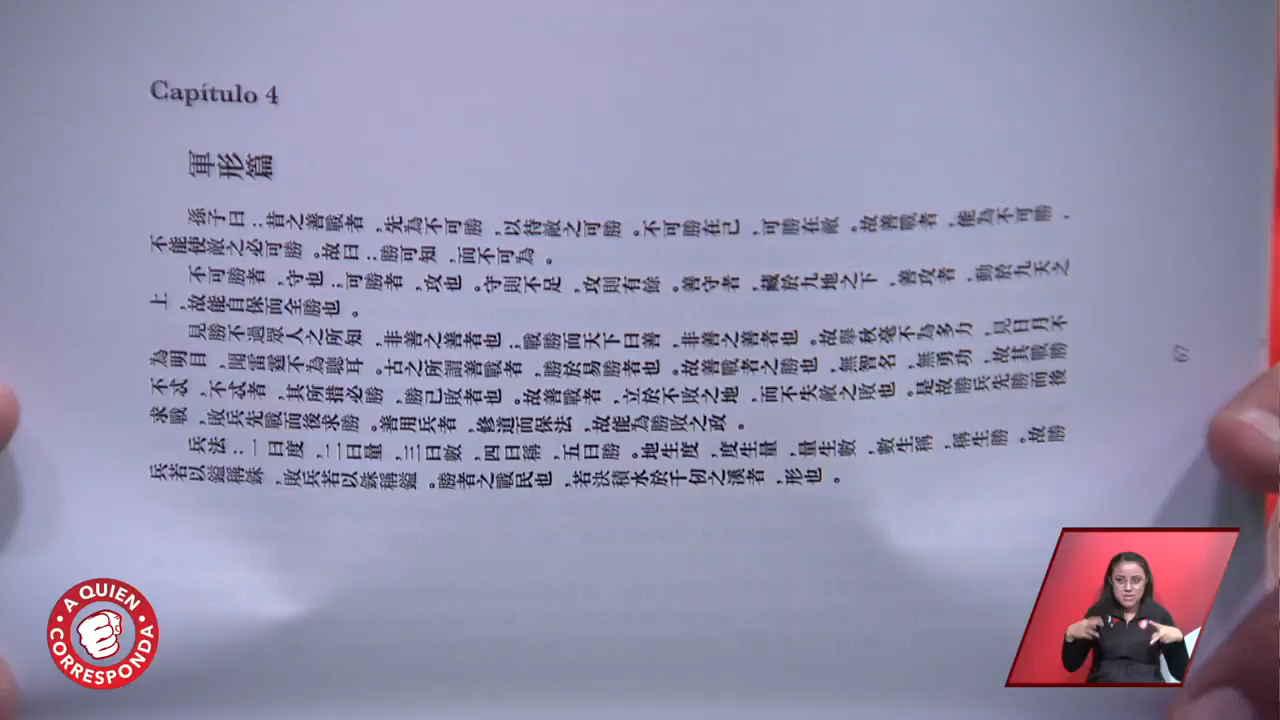 Capítulo 4
軍形篇
孫子曰：昔之善戰者，先為不可勝，以待敵之可勝。不可勝在己，可勝在敵。故善戰者，能為不可勝，
不能使敵之必可勝。故曰：勝可知，而不可為。
不可勝者，守也；可勝者，攻也。守則不足，攻則有餘。善守者，藏於九地之下，善攻者，動於九天之
上，故能自保而全勝也。
見勝不過眾人之所知，非善之善者也；戰勝而天下曰善，非善之善者也。故舉秋毫不為多力，見日月不
為明目，聞雷霆不為聰耳。古之所謂善戰者，勝於易勝者也。故善戰者之勝也，無智名，無勇功，故其戰勝
不忒，不忒者，其所措必勝，勝已敗者也。故善戰者，立於不敗之地，而不失敵之敗也。是故勝兵先勝而後
求戰，敗兵先戰而後求勝。善用兵者，修道而保法，故能為勝敗之政。
兵法：一曰度，二曰量，三曰數，四曰稱，五曰勝。地生度，度生量，量生數，數生稱，稱生勝。故勝
兵若以鎰稱銖，敗兵若以銖稱鎰。勝者之戰民也，若決積水於千仞之溪者，形也。
67
A QUIEN
CORRESPONDA